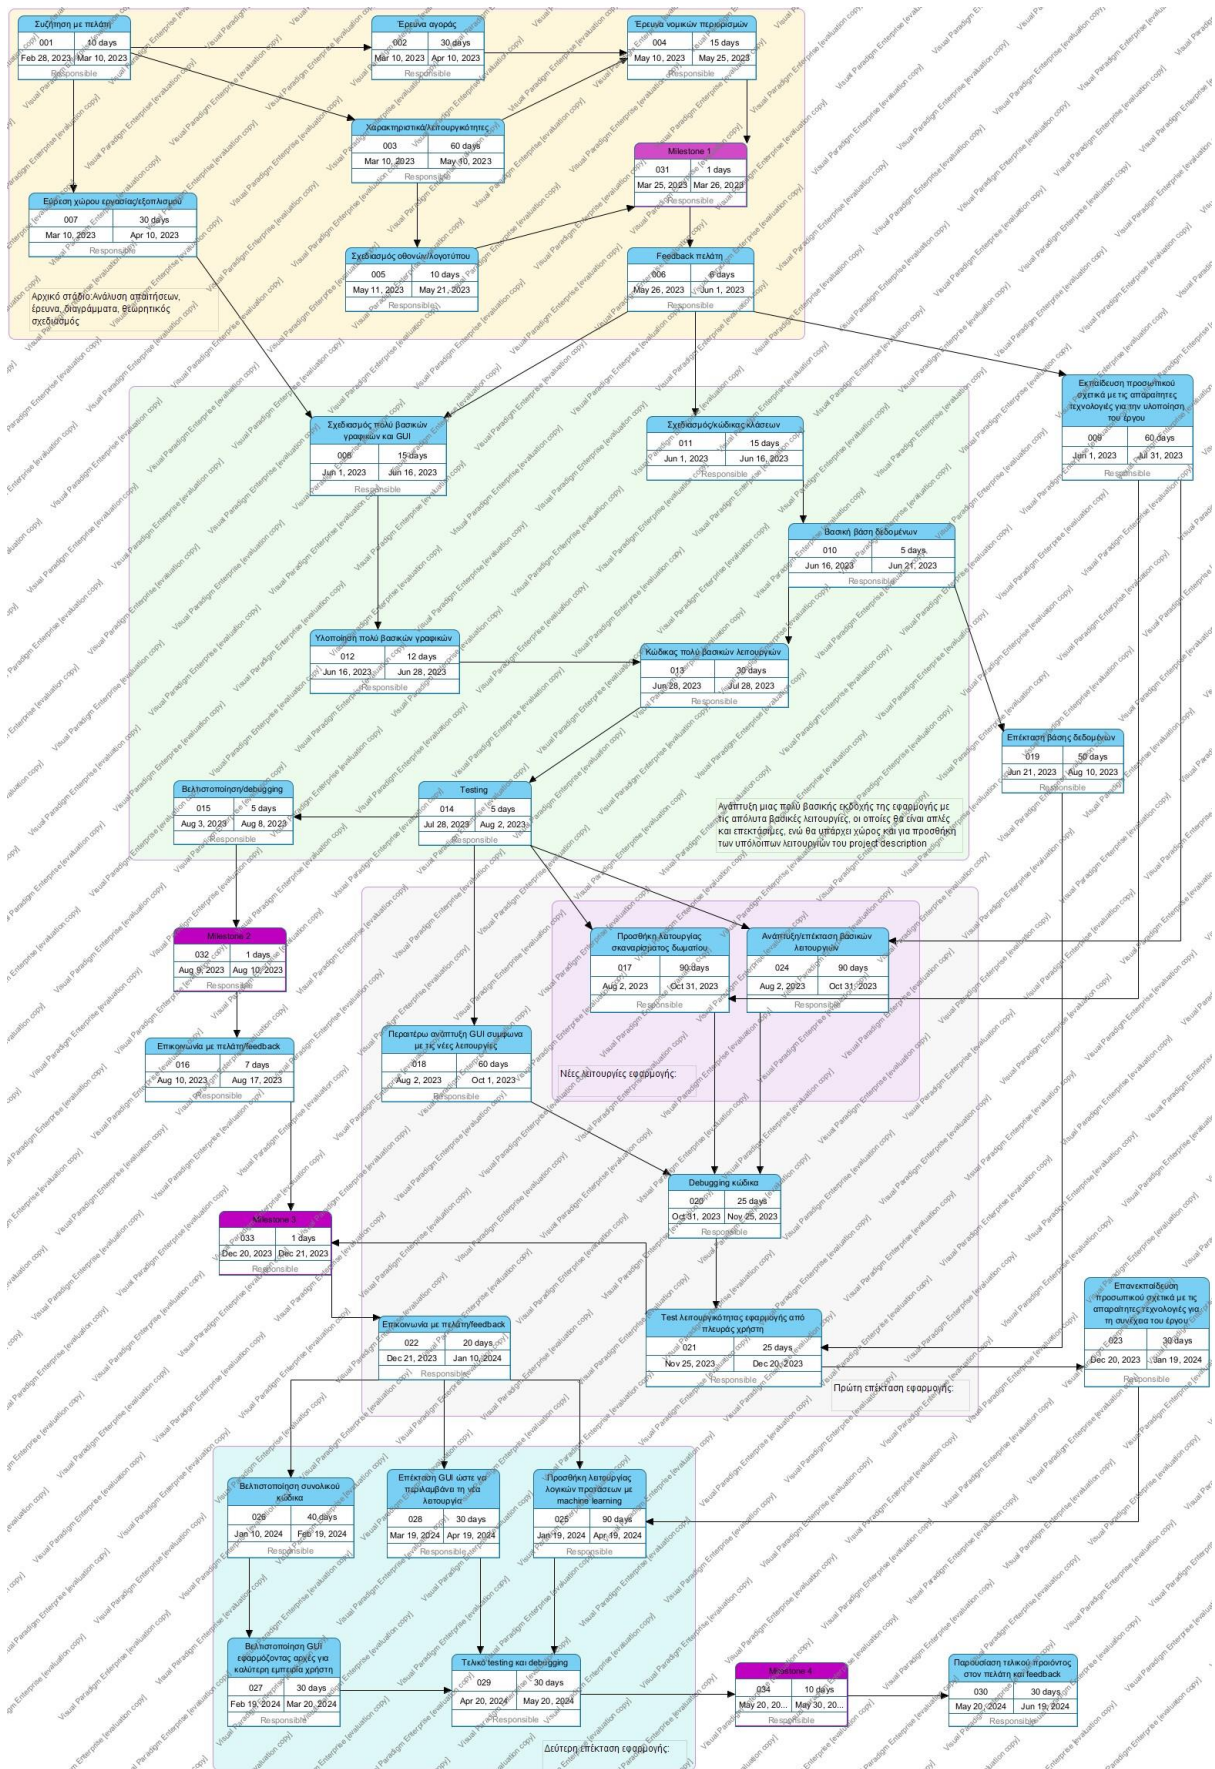 Συζήτηση με πελάτη
001 10 days
Feb 28, 2023 Mar 10, 2023
Responsible
Έρευνα αγοράς
002 30 days
Mar 10, 2023 Apr 10, 2023
Responsible
Έρευνα νομικών περιορισμών
004 15 days
May 10, 2023 May 25, 2023
Responsible
Χαρακτηριστικά/λειτουργικότητες
003 60 days
Mar 10, 2023 May 10, 2023
Responsible
Milestone 1
031 1 days
Mar 25, 2023 Mar 26, 2023
Responsible
Εύρεση χώρου εργασίας/εξοπλισμού
007 30 days
Mar 10, 2023 Apr 10, 2023
Responsible
Σχεδιασμός οθονών/λογοτύπου
005 10 days
May 11, 2023 May 21, 2023
Responsible
Feedback πελάτη
006 6 days
May 26, 2023 Jun 1, 2023
Responsible
Αρχικό στάδιο:Ανάλυση απαιτήσεων,
έρευνα, διαγράμματα, θεωρητικός
σχεδιασμός
Σχεδιασμός πολύ βασικών
γραφικών και GUI
008 15 days
Jun 1, 2023 Jun 16, 2023
Responsible
Σχεδιασμός/κώδικας κλάσεων
011 15 days
Jun 1, 2023 Jun 16, 2023
Responsible
Εκπαίδευση προσωπικού
σχετικά με τις απαραίτητες
τεχνολογιές για την υλοποίηση
του έργου
009 60 days
Jun 1, 2023 Jul 31, 2023
Responsible
Βασική βάση δεδομένων
010 5 days
Jun 16, 2023 Jun 21, 2023
Responsible
Υλοποίηση πολύ βασικών γραφικών
012 12 days
Jun 16, 2023 Jun 28, 2023
Responsible
Κώδικας πολύ βασικών λειτουργιών
013 30 days
Jun 28, 2023 Jul 28, 2023
Responsible
Επέκταση βάσης δεδομένων
019 50 days
Jun 21, 2023 Aug 10, 2023
Responsible
Βελτιστοποίηση/debugging
015 5 days
Aug 3, 2023 Aug 8, 2023
Responsible
Testing
014 5 days
Jul 28, 2023 Aug 2, 2023
Responsible
Ανάπτυξη μιας πολύ βασικής εκδοχής της εφαρμογής με
τις απόλυτα βασικές λειτουργίες, οι οποίες θα είναι απλές
και επεκτάσιμες, ενώ θα υπάρχει χώρος και για προσθήκη
των υπόλοιπων λειτουργιών του project description
Milestone 2
032 1 days
Aug 9, 2023 Aug 10, 2023
Responsible
Προσθήκη λειτουργίας
σκαναρίσματος δωματίου
017 90 days
Aug 2, 2023 Oct 31, 2023
Responsible
Ανάπτυξη/επέκταση βασικών
λειτουργιών
024 90 days
Aug 2, 2023 Oct 31, 2023
Responsible
Επικοινωνία με πελάτη/feedback
016 7 days
Aug 10, 2023 Aug 17, 2023
Responsible
Περαιτέρω ανάπτυξη GUI συμφωνα
με τις νέες λειτουργίες
018 60 days
Aug 2, 2023 Oct 1, 2023
Responsible
Νέες λειτουργίες εφαρμογής:
Debugging κώδικα
020 25 days
Oct 31, 2023 Nov 25, 2023
Responsible
Milestone 3
033 1 days
Dec 20, 2023 Dec 21, 2023
Responsible
Επικοινωνία με πελάτη/feedback
022 20 days
Dec 21, 2023 Jan 10, 2024
Responsible
Test λειτουργικότητας εφαρμογής από
πλευράς χρήστη
021 25 days
Nov 25, 2023 Dec 20, 2023
Responsible
Επανεκπαίδευση
προσωπικού σχετικά με τις
απαραίτητες τεχνολογιές για
τη συνέχεια του έργου
023 30 days
Dec 20, 2023 Jan 19, 2024
Responsible
Πρώτη επέκταση εφαρμογής:
Βελτιστοποίηση συνολικού
κώδικα
026 40 days
Jan 10, 2024 Feb 19, 2024
Responsible
Επέκταση GUI ώστε να
περιλαμβάνει τη νέα
λειτουργία
028 30 days
Mar 19, 2024 Apr 19, 2024
Responsible
Προσθήκη λειτουργίας
λογικών προτάσεων με
machine learning
025 90 days
Jan 19, 2024 Apr 19, 2024
Responsible
Βελτιστοποίηση GUI
εφαρμόζοντας αρχές για
καλύτερη εμπειρία χρήστη
027 30 days
Feb 19, 2024 Mar 20, 2024
Responsible
Τελικό testing και debugging
029 30 days
Apr 20, 2024 May 20, 2024
Responsible
Milestone 4
034 10 days
May 20, 20... May 30, 20...
Responsible
Παρουσίαση τελικού προϊόντος
στον πελάτη και feedback
030 30 days
May 20, 2024 Jun 19, 2024
Responsible
Δεύτερη επέκταση εφαρμογής:
Visual Paradigm Enterprise [evaluation copy]